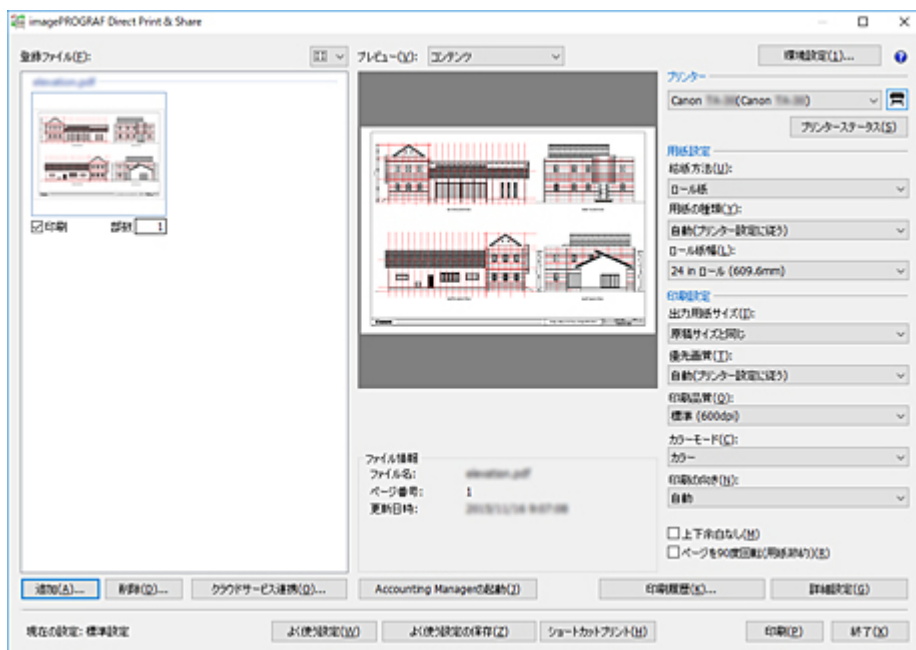 imagePROGRAF Direct Print & Share
登録ファイル(F):
プレビュー(V): コンテンツ
環境設定(1)...
印刷
部数 1
ファイル情報
ファイル名:
ページ番号: 1
更新日時:
プリンター
Canon (Canon )
プリンターステータス(S)
用紙設定
給紙方法(U):
ロール紙
用紙の種類(Y):
自動(プリンター設定に従う)
ロール紙幅(L):
24 in ロール (609.6mm)
印刷設定
出力用紙サイズ(I):
原稿サイズと同じ
優先画質(T):
自動(プリンター設定に従う)
印刷品質(Q):
標準 (600dpi)
カラーモード(C):
カラー
印刷の向き(N):
自動
上下余白なし(M)
ページを90度回転(用紙節約)(R)
追加(A)...
削除(D)...
クラウドサービス連携(O)...
Accounting Managerの起動(J)
印刷履歴(K)...
詳細設定(G)
現在の設定: 標準設定
よく使う設定(W)
よく使う設定の保存(Z)
ショートカットプリント(H)
印刷(P)
終了(X)